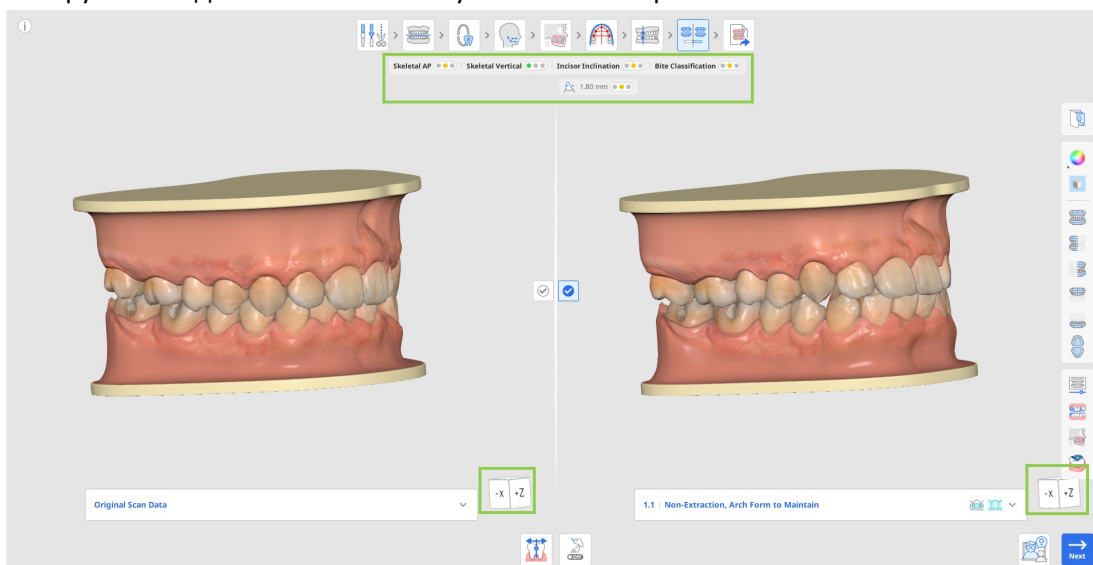 Skeletal AP Skeletal Vertical Incisor Inclination Bite Classification
1.80 mm
-X +Z
-X +Z
Original Scan Data
1.1 Non-Extraction, Arch Form to Maintain
Off
Next